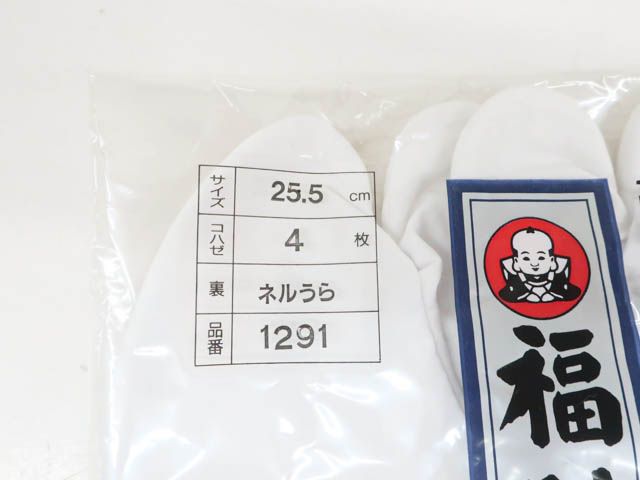 サイズ 25.5 cm
コハゼ 4 枚
裏 ネルうら
品番 1291
福